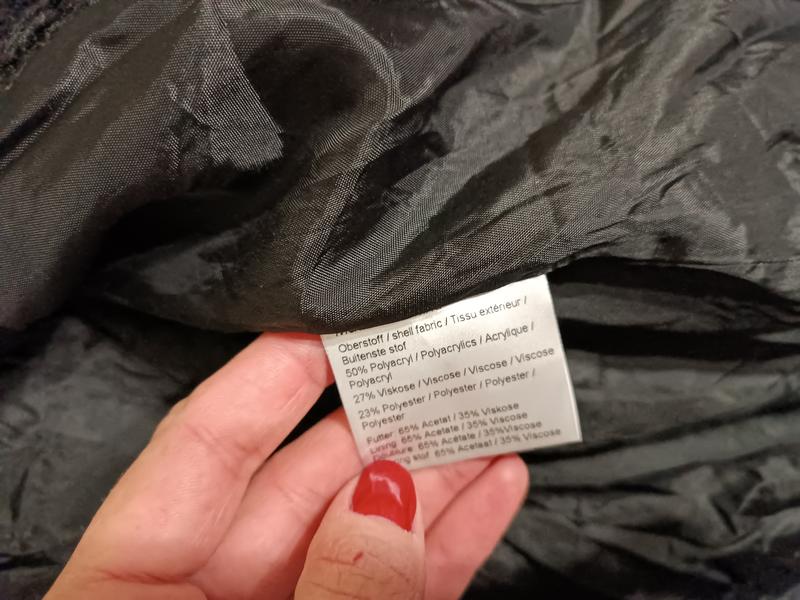 Oberstoff / shell fabric / Tissu extérieur /
Buitenste stof
50% Polyacryl / Polyacrylics / Acrylique /
Polyacryl
27% Viskose / Viscose / Viscose / Viscose
23% Polyester / Polyester / Polyester /
Polyester
Futter 65% Acetat / 35% Viskose
Lining 65% Acetate / 35% Viscose
Doublure 65% Acétate / 35%Viscose
stof 65% Acetaat / 35% Viscose